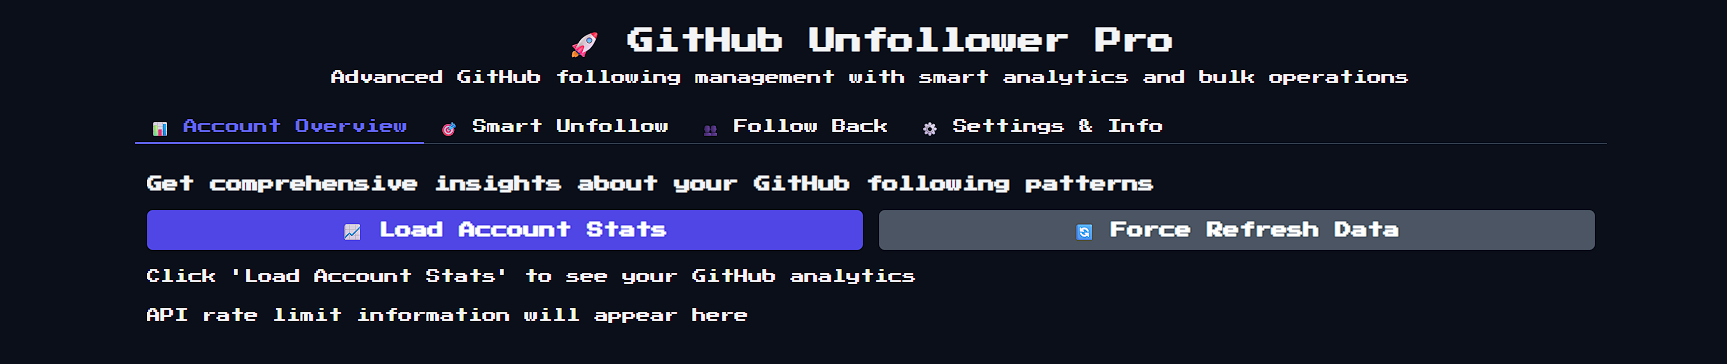 🚀 GitHub Unfollower Pro
Advanced GitHub following management with smart analytics and bulk operations
📊 Account Overview 🎯 Smart Unfollow 👥 Follow Back ⚙️ Settings & Info
Get comprehensive insights about your GitHub following patterns
📈 Load Account Stats 🔄 Force Refresh Data
Click 'Load Account Stats' to see your GitHub analytics
API rate limit information will appear here